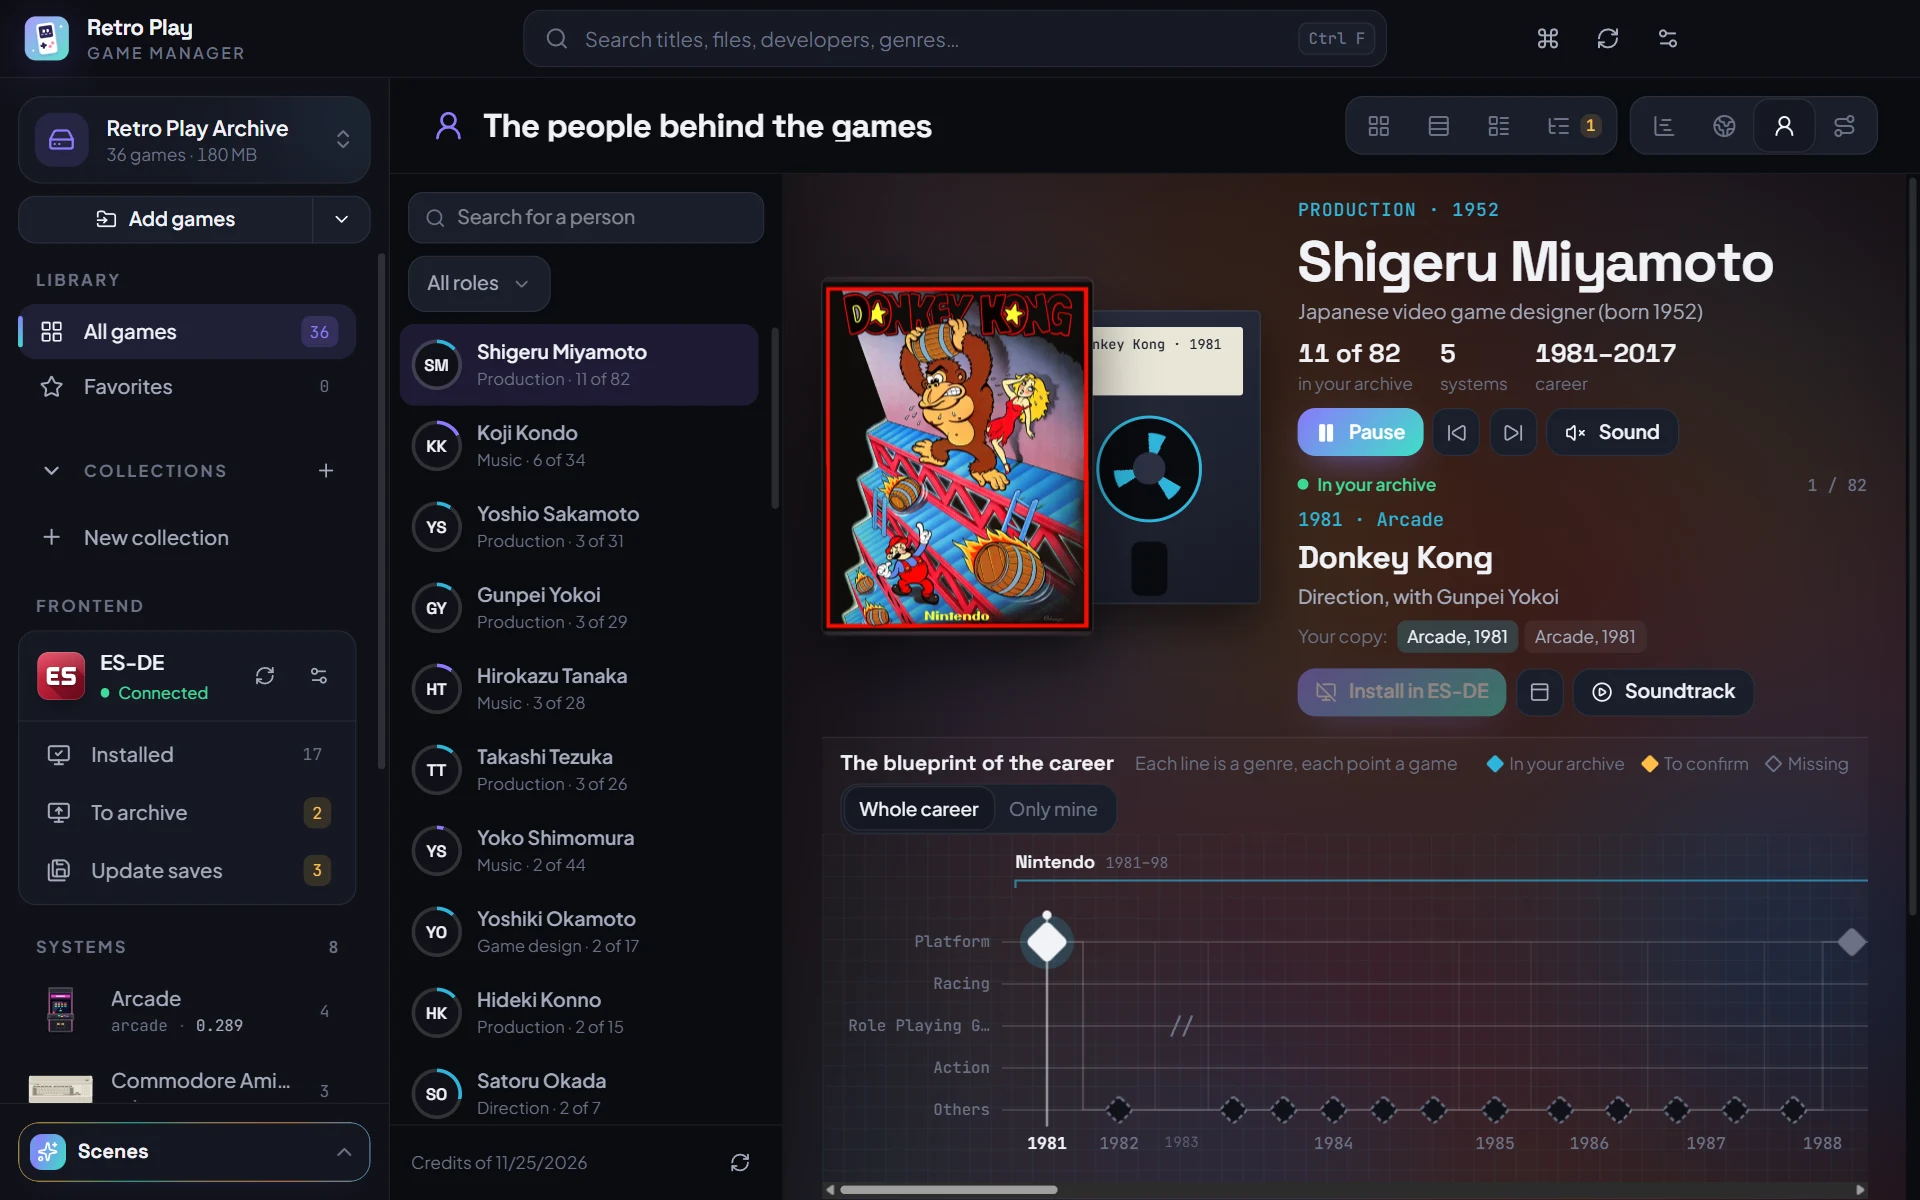 Retro Play
GAME MANAGER
Search titles, files, developers, genres...
Ctrl F
Retro Play Archive
36 games · 180 MB
Add games
LIBRARY
All games
36
Favorites
0
COLLECTIONS
New collection
FRONTEND
ES
ES-DE
Connected
Installed
17
To archive
2
Update saves
3
SYSTEMS
8
Arcade
arcade · 0.289
4
Commodore Ami...
3
Scenes
The people behind the games
1
Search for a person
All roles
SM
Shigeru Miyamoto
Production · 11 of 82
KK
Koji Kondo
Music · 6 of 34
YS
Yoshio Sakamoto
Production · 3 of 31
GY
Gunpei Yokoi
Production · 3 of 29
HT
Hirokazu Tanaka
Music · 3 of 28
TT
Takashi Tezuka
Production · 3 of 26
YS
Yoko Shimomura
Music · 2 of 44
YO
Yoshiki Okamoto
Game design · 2 of 17
HK
Hideki Konno
Production · 2 of 15
SO
Satoru Okada
Direction · 2 of 7
Credits of 11/25/2026
DONKEY KONG
Nintendo
nkey Kong · 1981
PRODUCTION · 1952
Shigeru Miyamoto
Japanese video game designer (born 1952)
11 of 82
in your archive
5
systems
1981–2017
career
Pause
Sound
In your archive
1 / 82
1981 · Arcade
Donkey Kong
Direction, with Gunpei Yokoi
Your copy:
Arcade, 1981
Arcade, 1981
Install in ES-DE
Soundtrack
The blueprint of the career
Each line is a genre, each point a game
In your archive
To confirm
Missing
Whole career
Only mine
Nintendo 1981–98
Platform
Racing
Role Playing G…
//
Action
Others
1981
1982
1983
1984
1985
1986
1987
1988